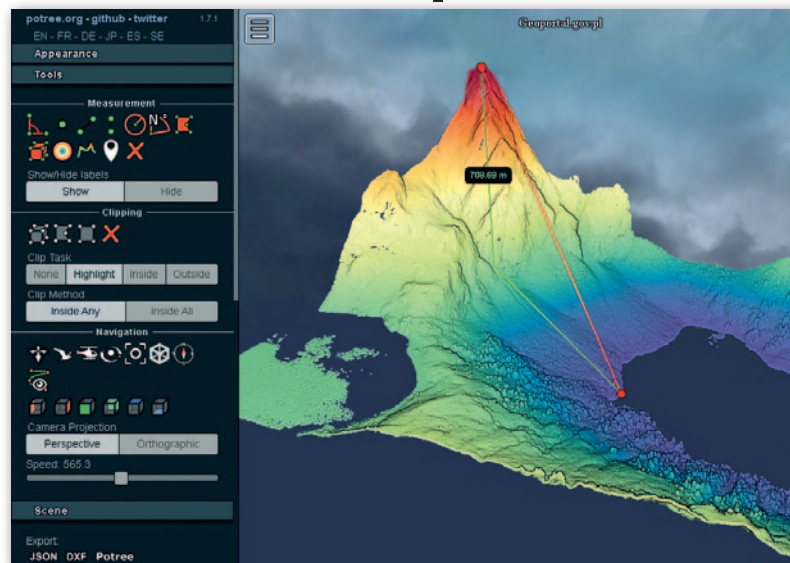 potree.org - github - twitter 1.7.1
EN - FR - DE - JP - ES - SE
Appearance
Tools
Measurement
N
Show/Hide labels
Show Hide
Clipping
Clip Task
None Highlight Inside Outside
Clip Method
Inside Any Inside All
Navigation
Camera Projection
Perspective Orthographic
Speed: 565.3
Scene
Export:
JSON DXF Potree
Geoportal.gov.pl
709.69 m